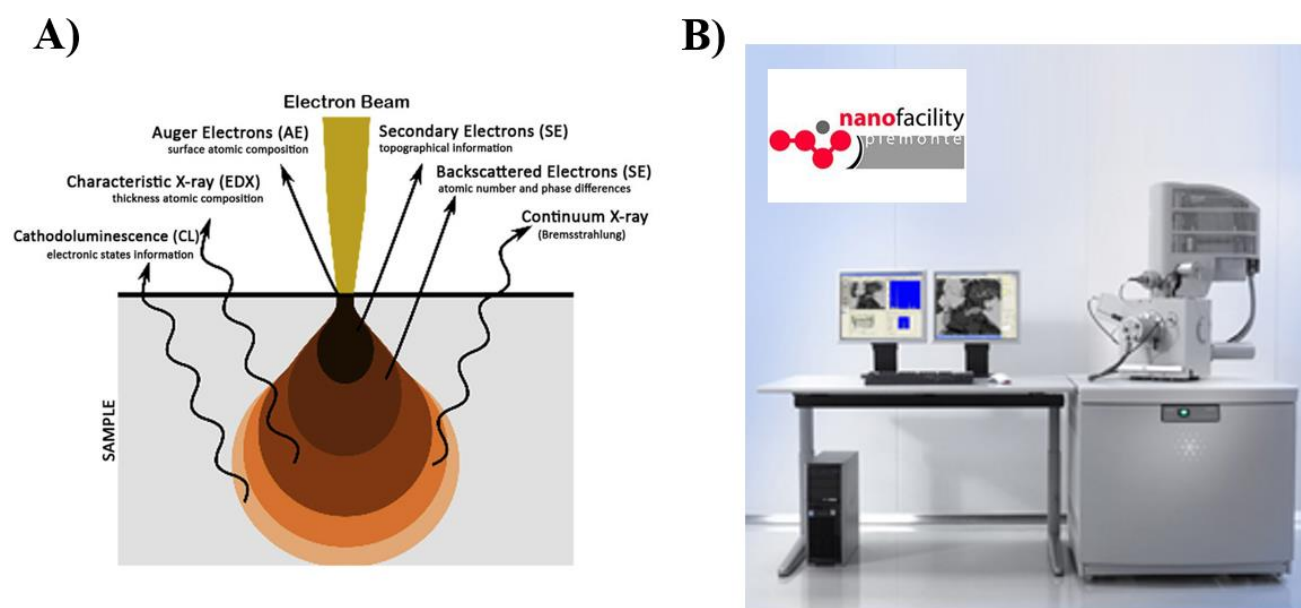 A)
Electron Beam
Auger Electrons (AE)
surface atomic composition
Secondary Electrons (SE)
topographical information
Characteristic X-ray (EDX)
thickness atomic composition
Backscattered Electrons (SE)
atomic number and phase differences
Cathodoluminescence (CL)
electronic states information
Continuum X-ray
(Bremsstrahlung)
SAMPLE
B)
nanofacility
piemonte